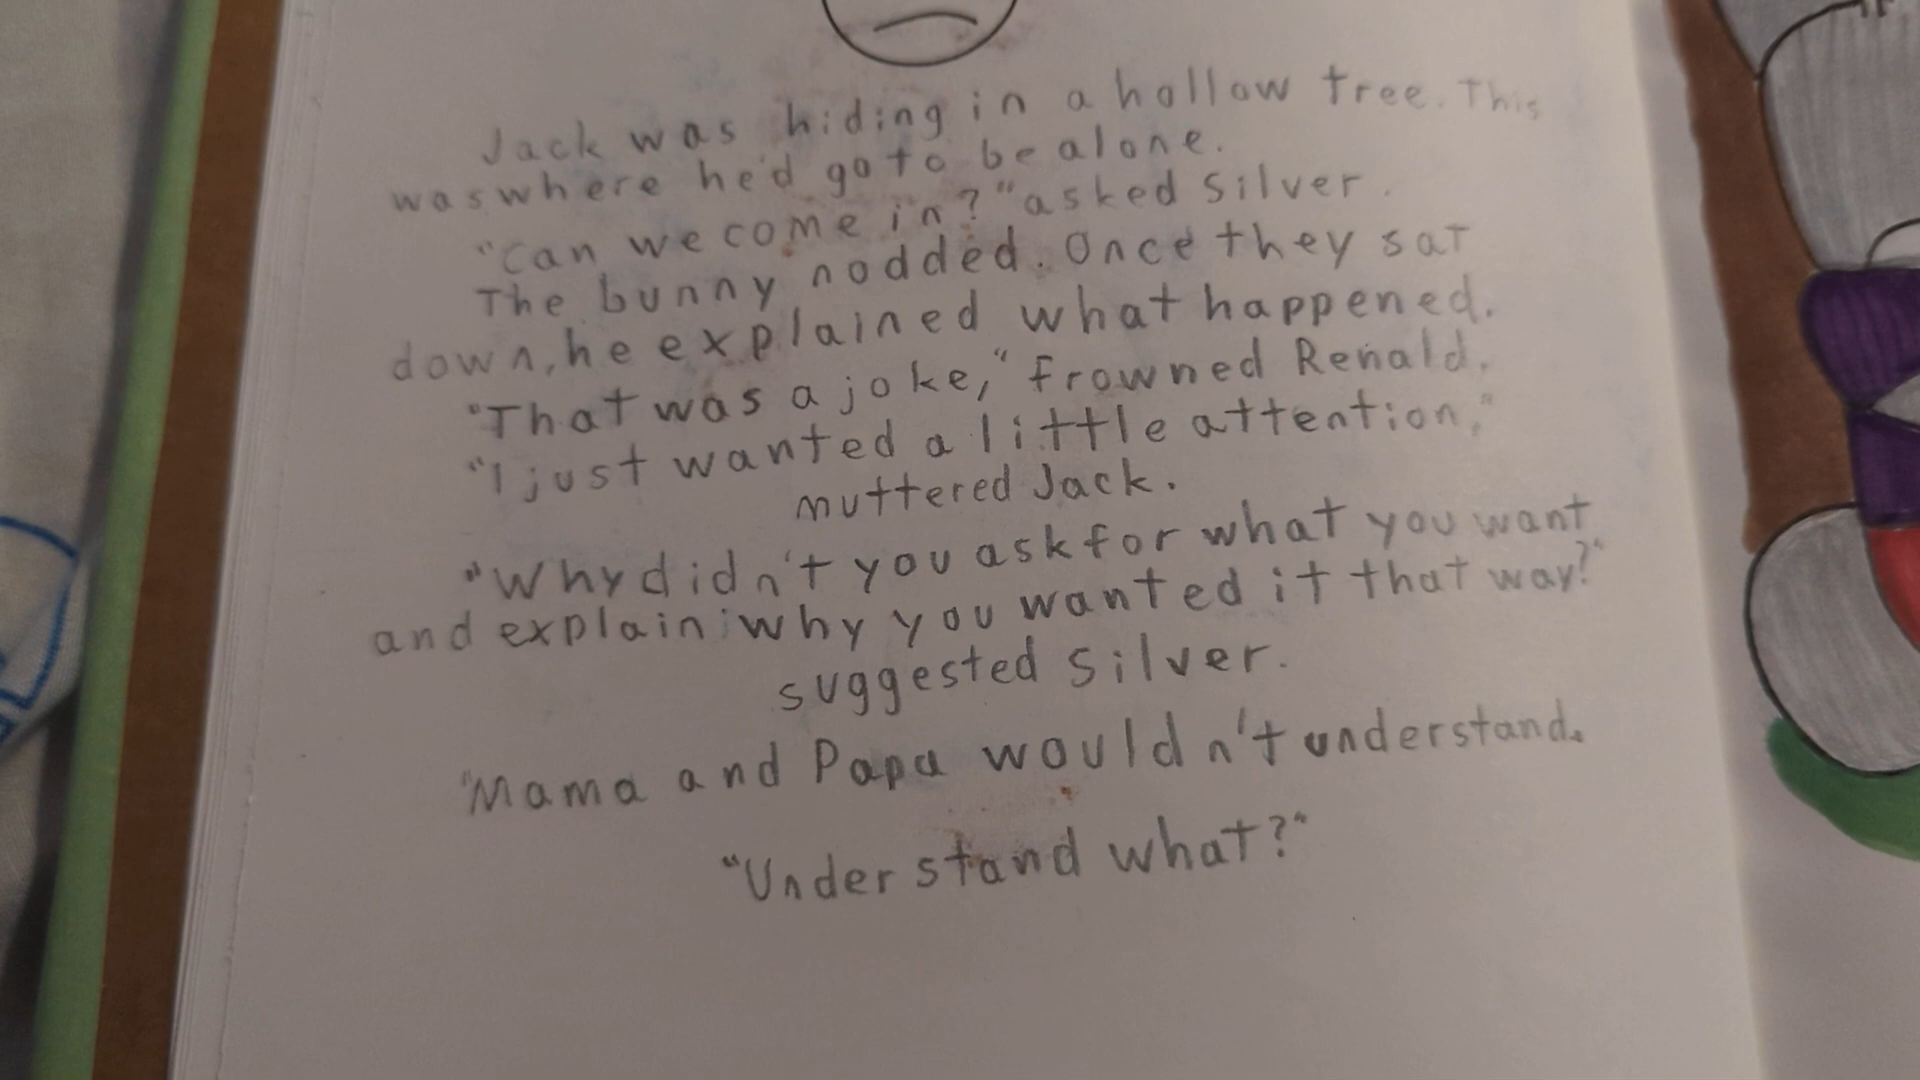 Jack was hiding in a hollow tree. This
was where he'd go to be alone.
"Can we come in?" asked Silver.
The bunny nodded. Once they sat
down, he explained what happened.
"That was a joke," frowned Renald.
"I just wanted a little attention,"
muttered Jack.
"Why didn't you ask for what you want
and explain why you wanted it that way?"
suggested Silver.
"Mama and Papa wouldn't understand.
"Understand what?"